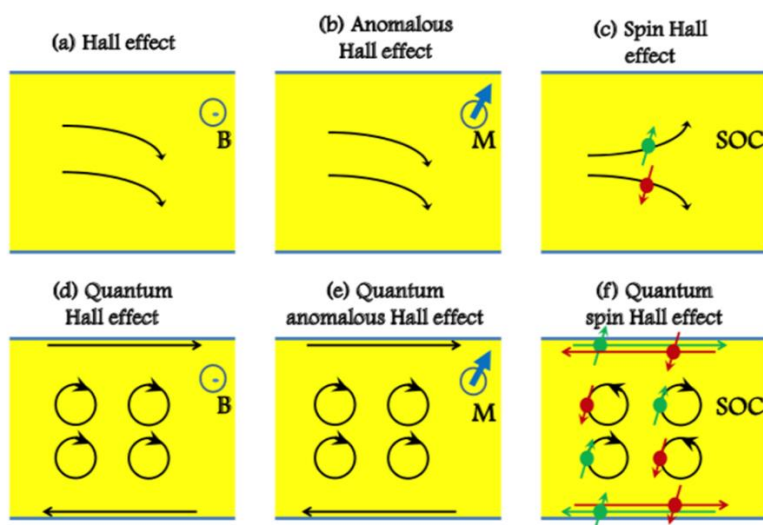 (a) Hall effect
(b) Anomalous
Hall effect
(c) Spin Hall
effect
B
M
SOC
(d) Quantum
Hall effect
(e) Quantum
anomalous Hall effect
(f) Quantum
spin Hall effect
B
M
SOC